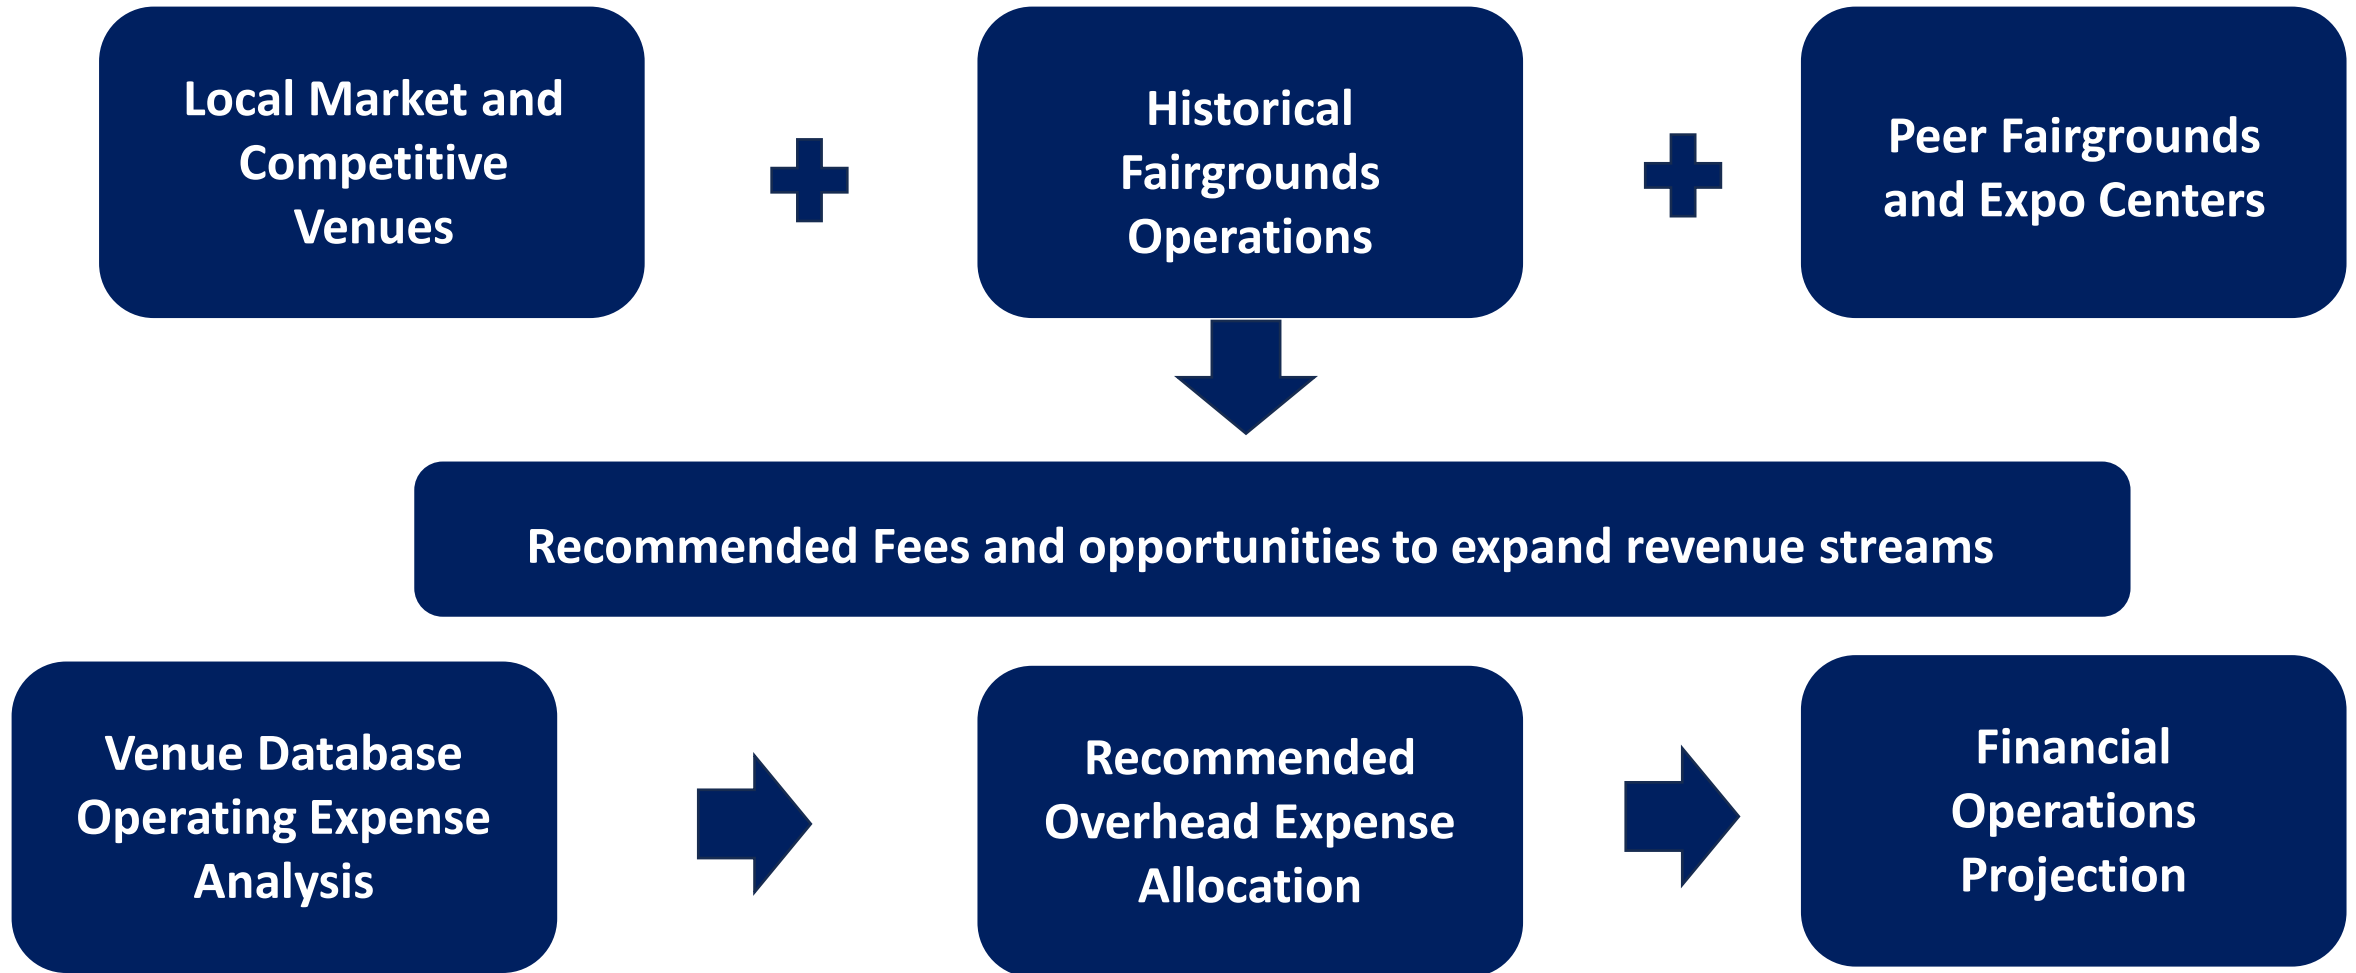 Local Market and
Competitive
Venues
Historical
Fairgrounds
Operations
Peer Fairgrounds
and Expo Centers
Recommended Fees and opportunities to expand revenue streams
Venue Database
Operating Expense
Analysis
Recommended
Overhead Expense
Allocation
Financial
Operations
Projection